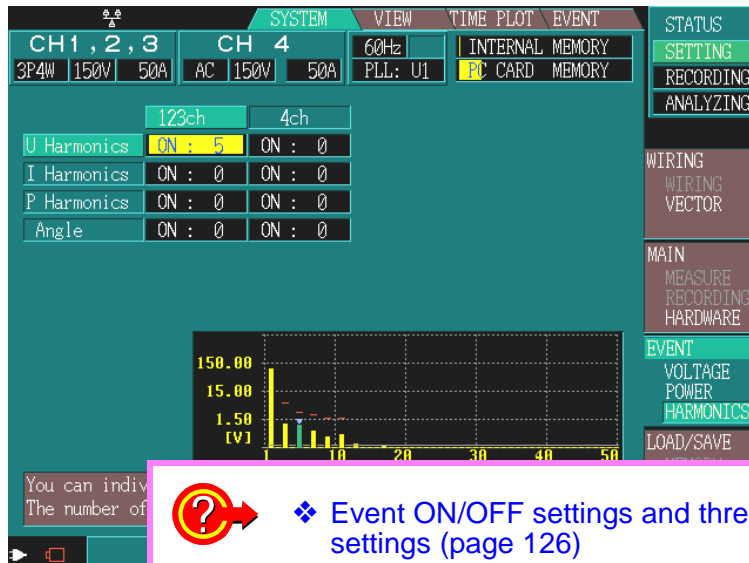 SYSTEM VIEW TIME PLOT EVENT
CH1,2,3 CH 4
3P4W 150V 50A AC 150V 50A
60Hz
PLL: U1
INTERNAL MEMORY
PC CARD MEMORY
STATUS
SETTING
RECORDING
ANALYZING
123ch 4ch
U Harmonics ON : 5 ON : 0
I Harmonics ON : 0 ON : 0
P Harmonics ON : 0 ON : 0
Angle ON : 0 ON : 0
WIRING
WIRING
VECTOR
MAIN
MEASURE
RECORDING
HARDWARE
EVENT
VOLTAGE
POWER
HARMONICS
LOAD/SAVE
150.00
15.00
1.50
[V]
1 10 20 30 40 50
You can indiv
The number of
? ❖ Event ON/OFF settings and thre
settings (page 126)